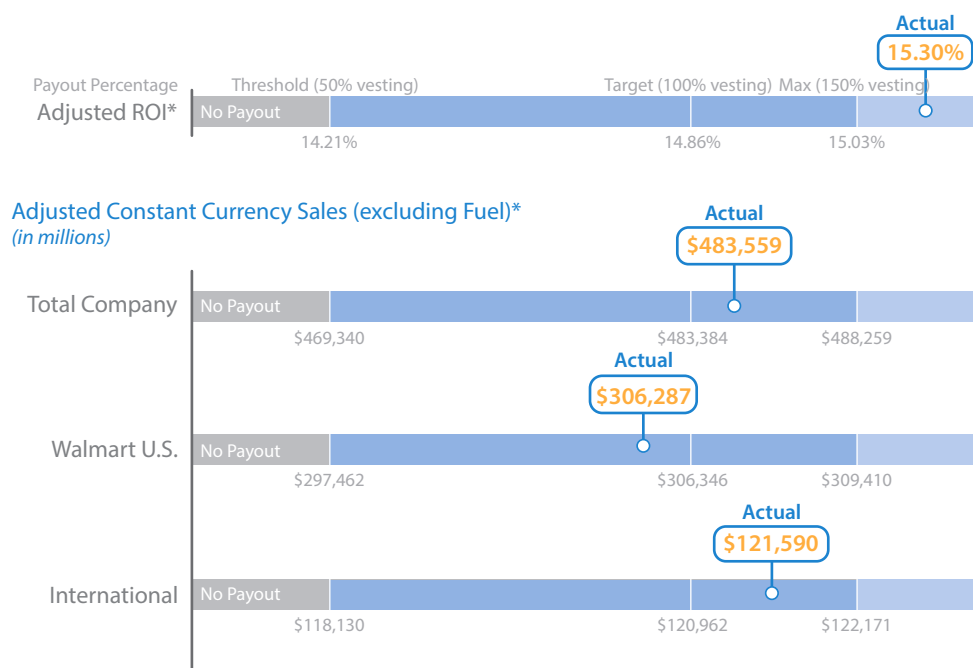 Actual
15.30%
Payout Percentage Threshold (50% vesting) Target (100% vesting) Max (150% vesting)
Adjusted ROI* No Payout
14.21% 14.86% 15.03%
Adjusted Constant Currency Sales (excluding Fuel)*
(in millions)
Actual
$483,559
Total Company No Payout
$469,340 $483,384 $488,259
Actual
$306,287
Walmart U.S. No Payout
$297,462 $306,346 $309,410
Actual
$121,590
International No Payout
$118,130 $120,962 $122,171